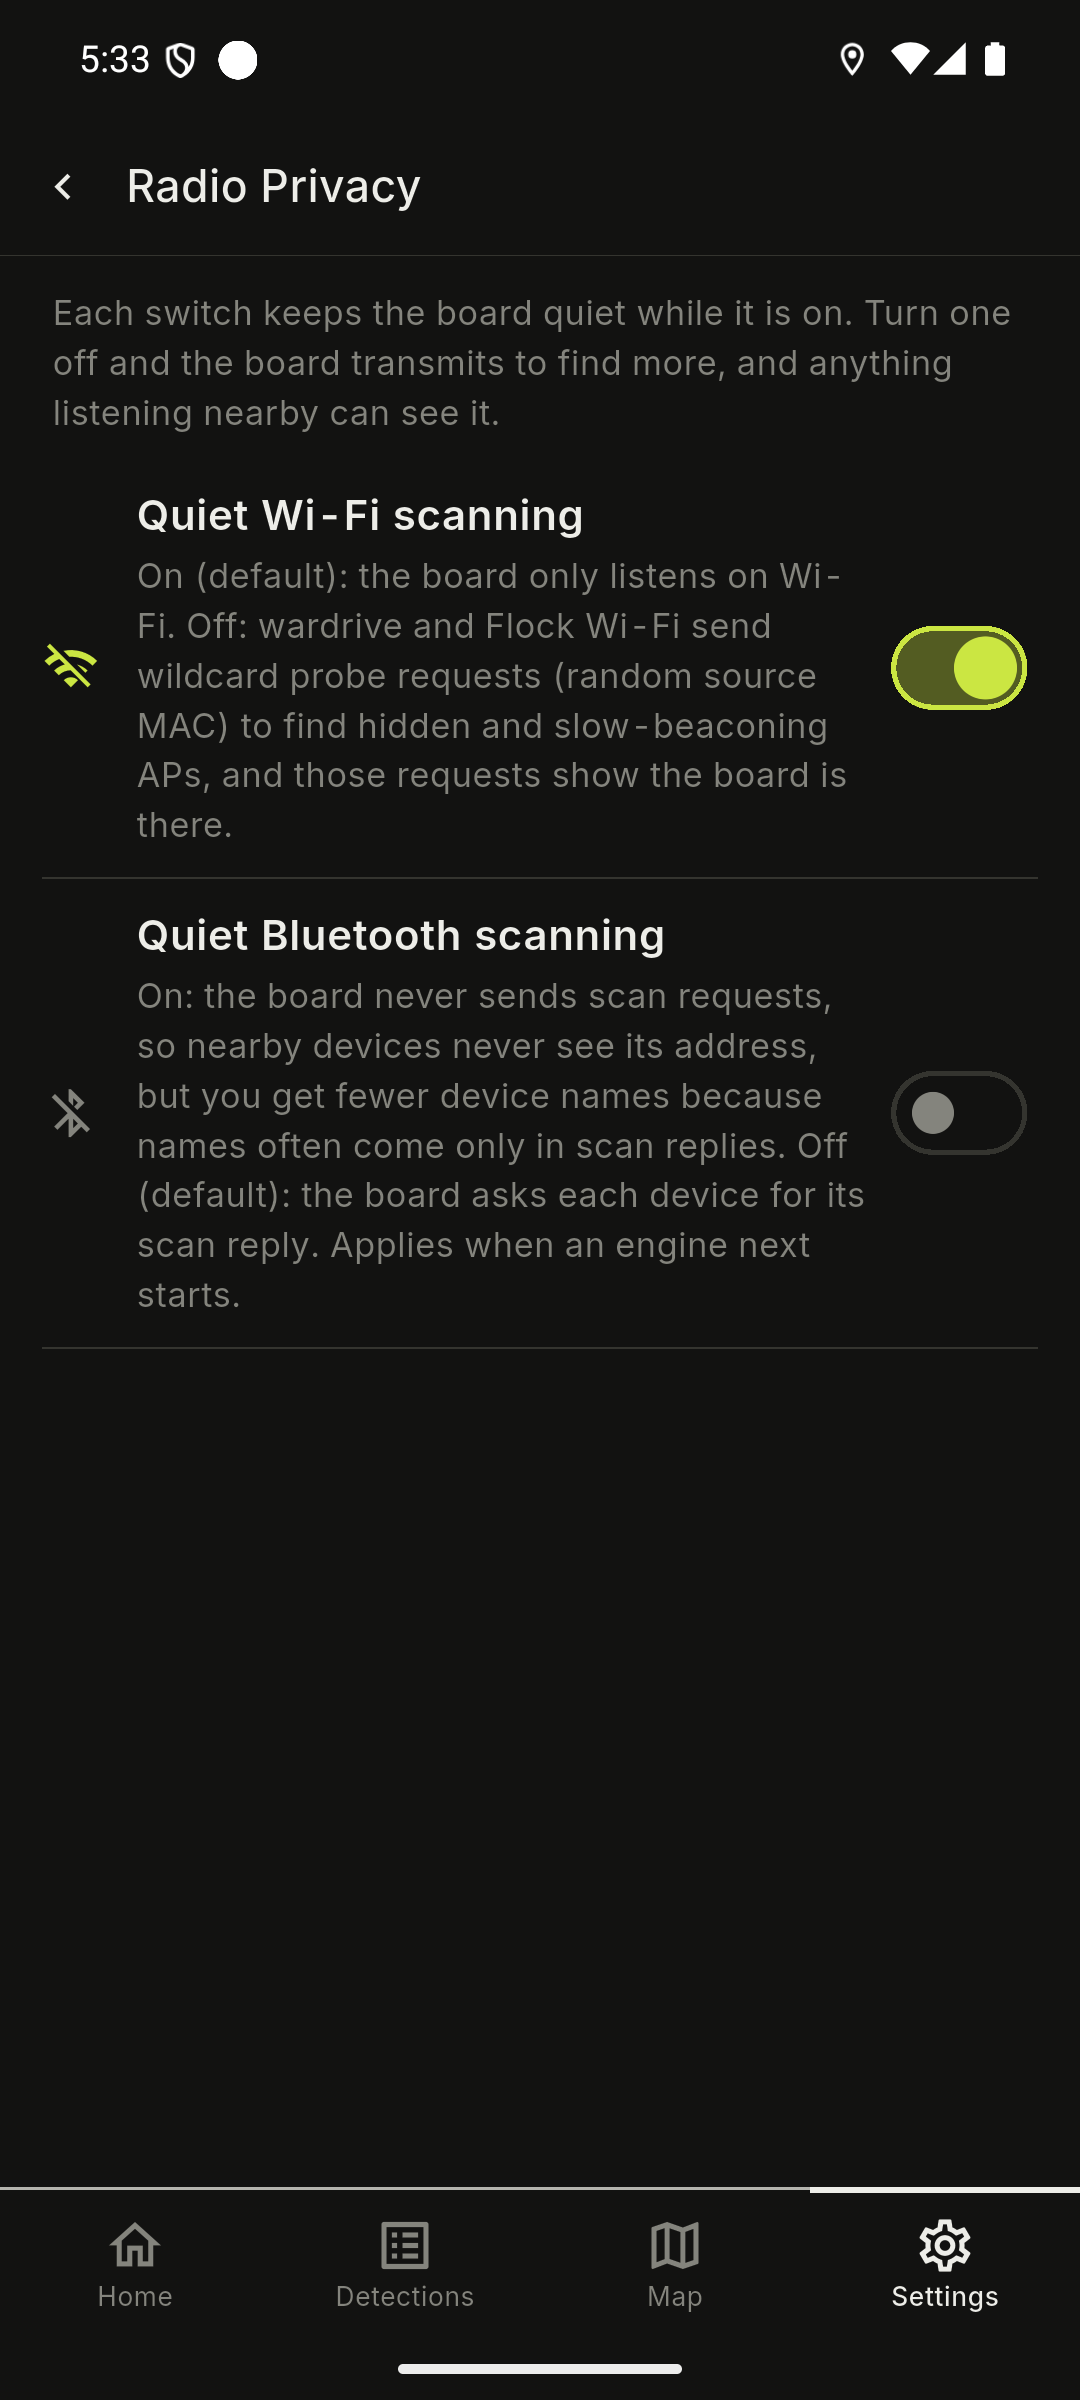 5:33
Radio Privacy
Each switch keeps the board quiet while it is on. Turn one
off and the board transmits to find more, and anything
listening nearby can see it.
Quiet Wi-Fi scanning
On (default): the board only listens on Wi-
Fi. Off: wardrive and Flock Wi-Fi send
wildcard probe requests (random source
MAC) to find hidden and slow-beaconing
APs, and those requests show the board is
there.
Quiet Bluetooth scanning
On: the board never sends scan requests,
so nearby devices never see its address,
but you get fewer device names because
names often come only in scan replies. Off
(default): the board asks each device for its
scan reply. Applies when an engine next
starts.
Home
Detections
Map
Settings